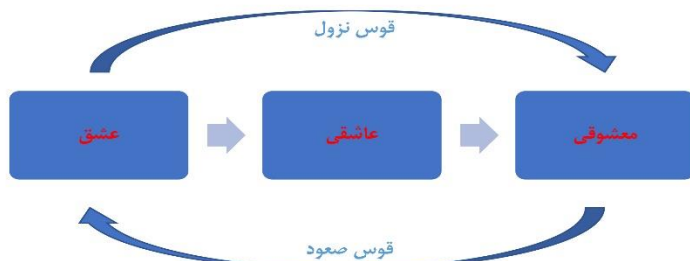 قوس نزول
معشوقی
عاشقی
عشق
قوس صعود